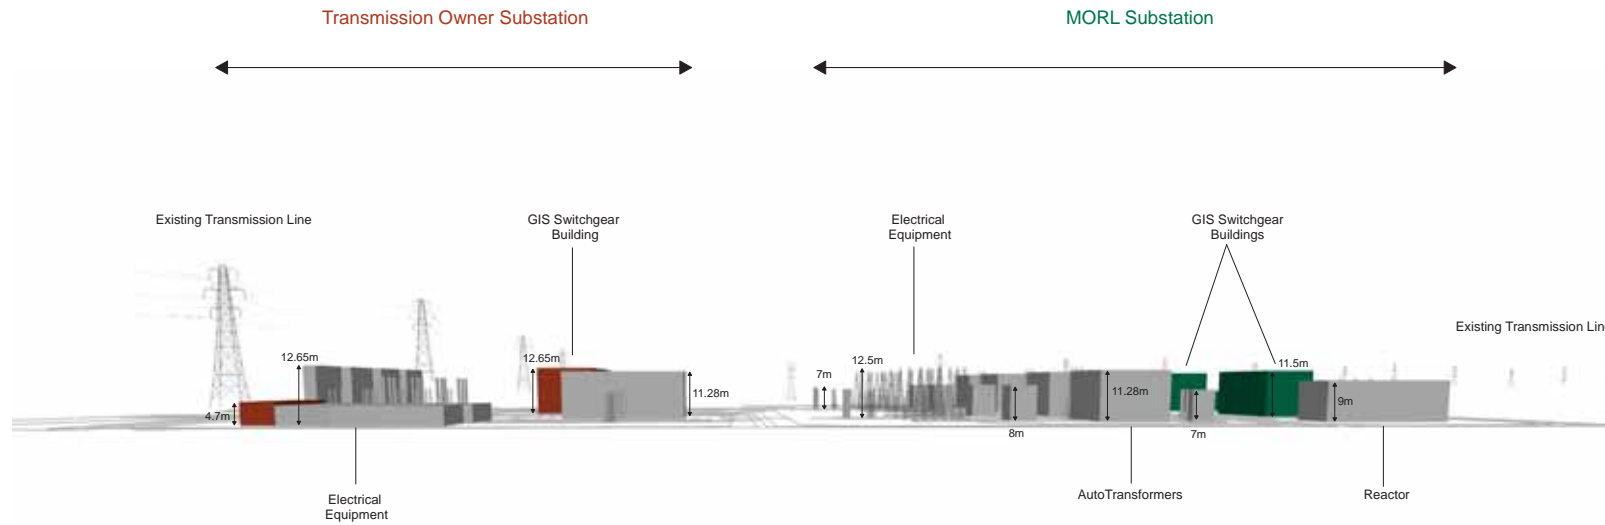 Transmission Owner Substation
MORL Substation
Existing Transmission Line
GIS Switchgear
Building
Electrical
Equipment
GIS Switchgear
Buildings
Existing Transmission Lin
12.65m
4.7m
12.65m
11.28m
7m
12.5m
8m
11.28m
7m
11.5m
9m
Electrical
Equipment
AutoTransformers
Reactor